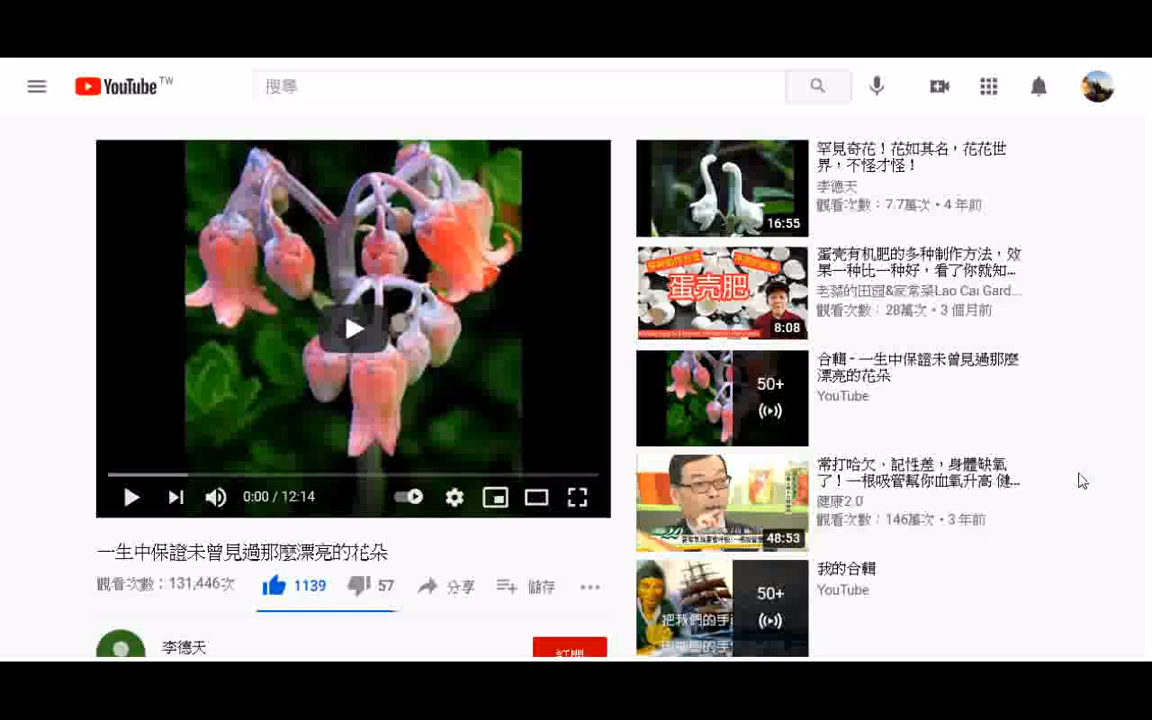 YouTube TW
搜尋
0:00 / 12:14
一生中保證未曾見過那麼漂亮的花朵
觀看次數：131,446次
1139
57
分享
儲存
李德天
訂閱
16:55
罕見奇花！花如其名，花花世
界，不怪才怪！
李德天
觀看次數：7.7萬次・4 年前
蛋壳肥
8:08
蛋壳有机肥的多种制作方法，效
果一种比一种好，看了你就知...
老菜的田园&家常菜Lao Cai Gard...
觀看次數：28萬次・3 個月前
50+
合輯 - 一生中保證未曾見過那麼
漂亮的花朵
YouTube
48:53
常打哈欠、記性差，身體缺氧
了！一根吸管幫你血氧升高 健...
健康2.0
觀看次數：146萬次・3 年前
50+
把我們的手
我的合輯
YouTube